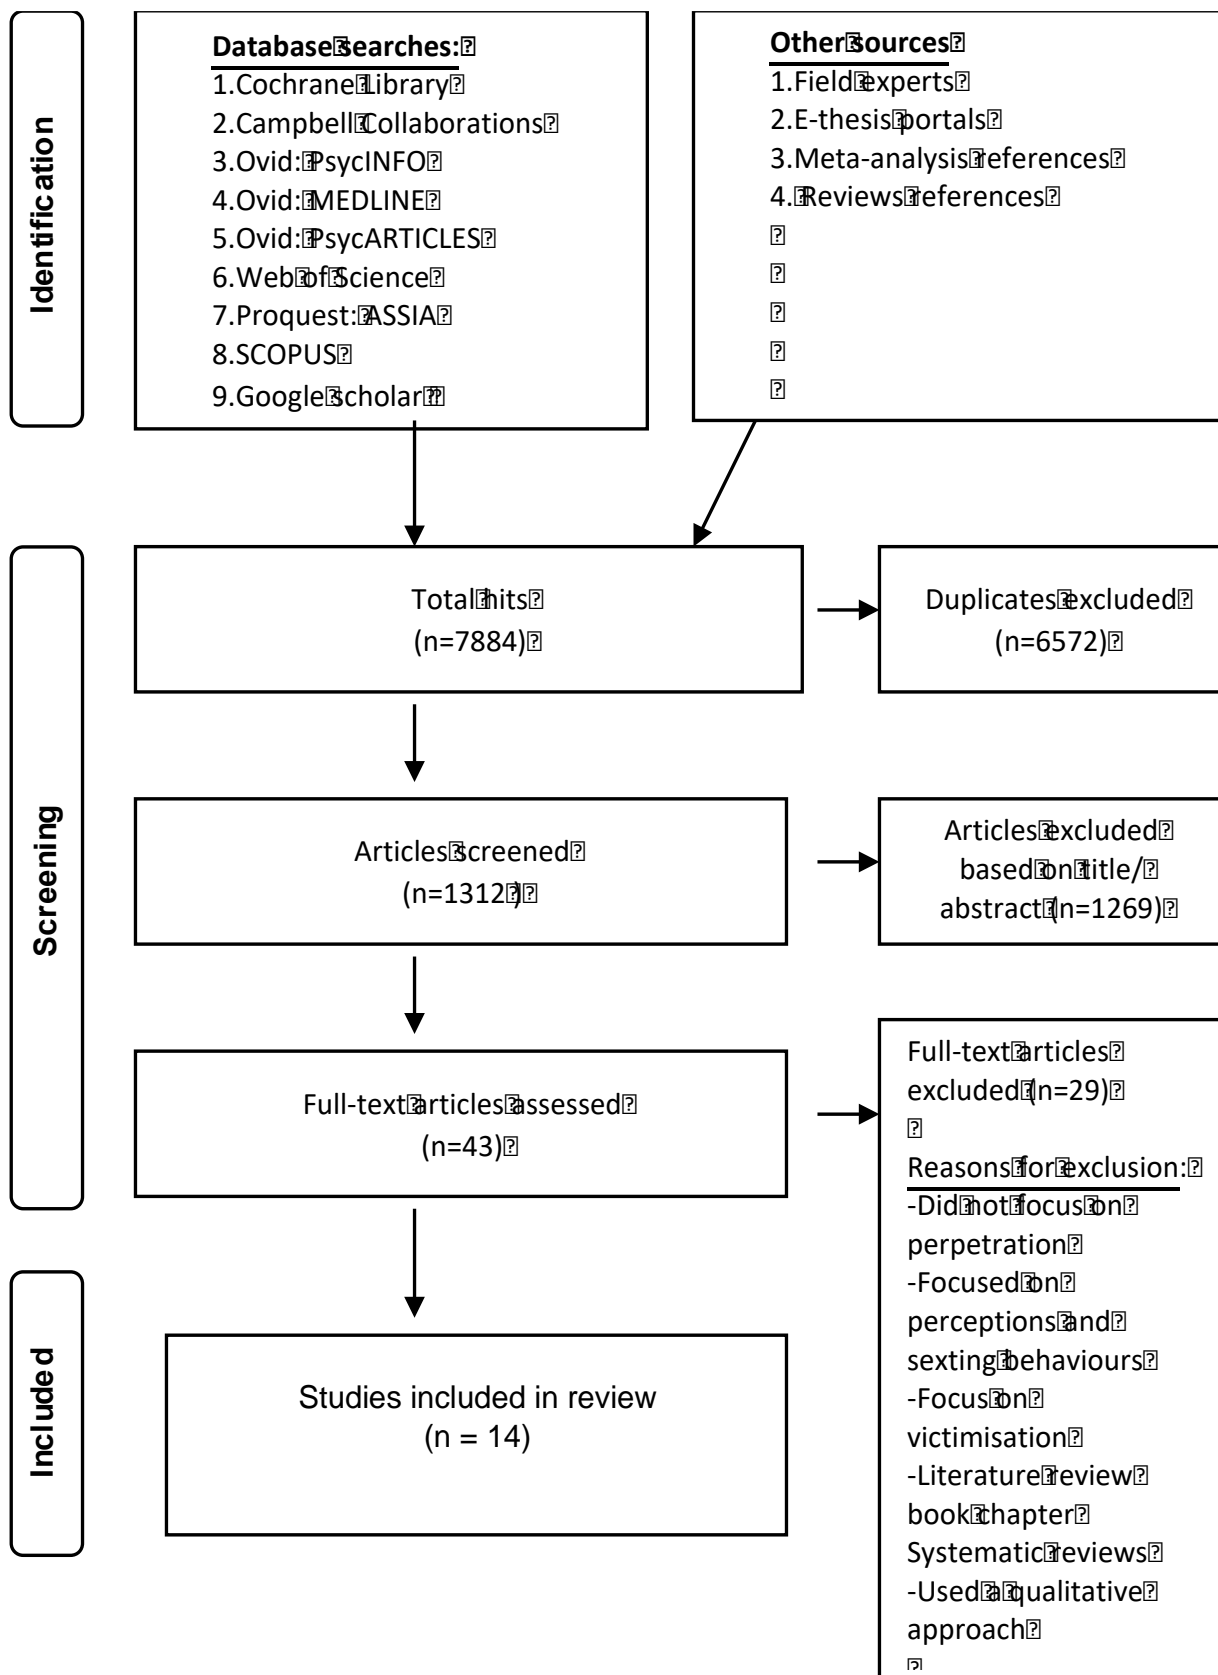 Identification
Database searches:
1.Cochrane Library
2.Campbell Collaborations
3.Ovid: PsycINFO
4.Ovid: MEDLINE
5.Ovid: PsycARTICLES
6.Web of Science
7.Proquest: ASSIA
8.SCOPUS
9.Google scholar
Other sources
1.Field experts
2.E-thesis portals
3.Meta-analysis references
4. Reviews references
Screening
Total hits
(n=7884)
Duplicates excluded
(n=6572)
Articles screened
(n=1312 )
Articles excluded
based on title/
abstract (n=1269)
Full-text articles assessed
(n=43)
Full-text articles
excluded (n=29)
Reasons for exclusion:
-Did not focus on
perpetration
-Focused on
perceptions and
sexting behaviours
-Focus on
victimisation
-Literature review
book chapter
Systematic reviews
-Used a qualitative
approach
Included
Studies included in review
(n = 14)